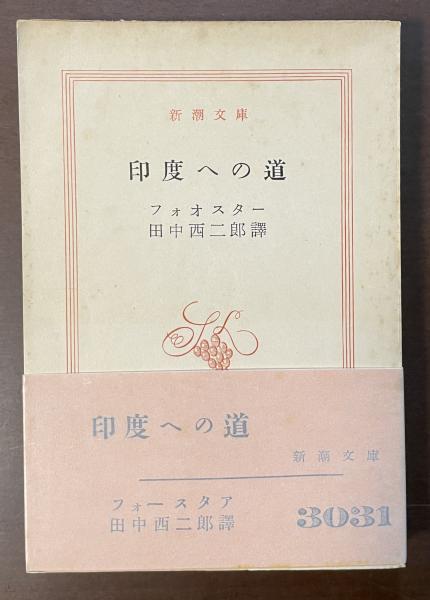 新潮文庫
印度への道
フォオスター
田中西二郎譯
印度への道
新潮文庫
フォースタア
田中西二郎譯
3031